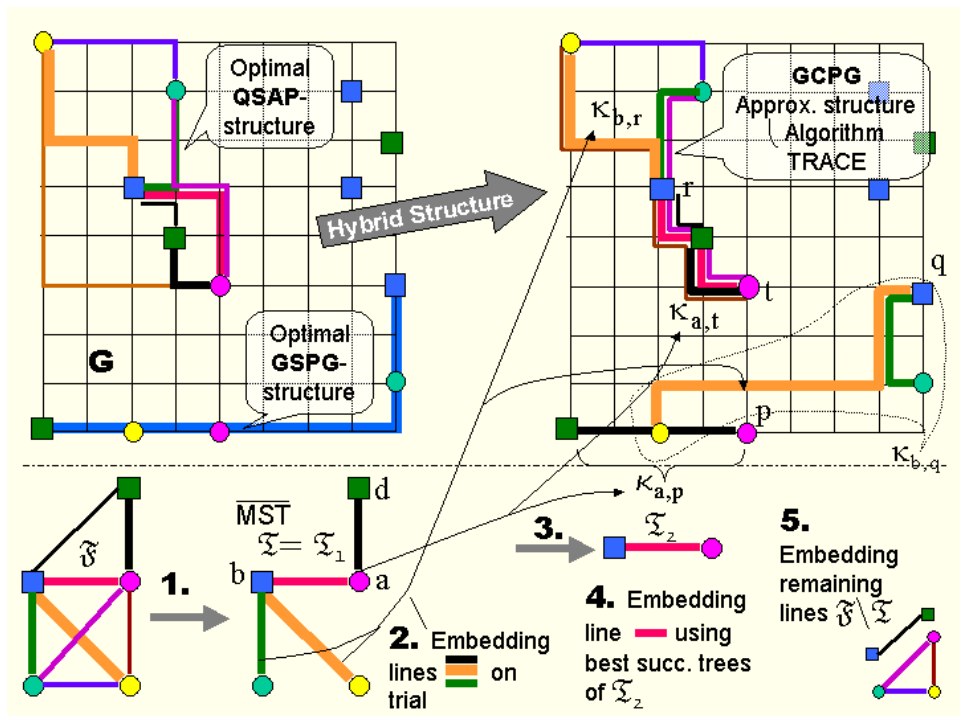 Optimal
QSAP-
structure
GCPG
Approx. structure
Algorithm
TRACE
κb,r
r
Hybrid Structure
q
t
κa,t
Optimal
GSPG-
structure
G
p
κb,q
κa,p
d
MST
𝔗 = 𝔗1
𝔉
1.
b
a
3.
𝔗2
5.
Embedding
remaining
lines 𝔉\𝔗
4. Embedding
line using
best succ. trees
of 𝔗2
2. Embedding
lines on
trial